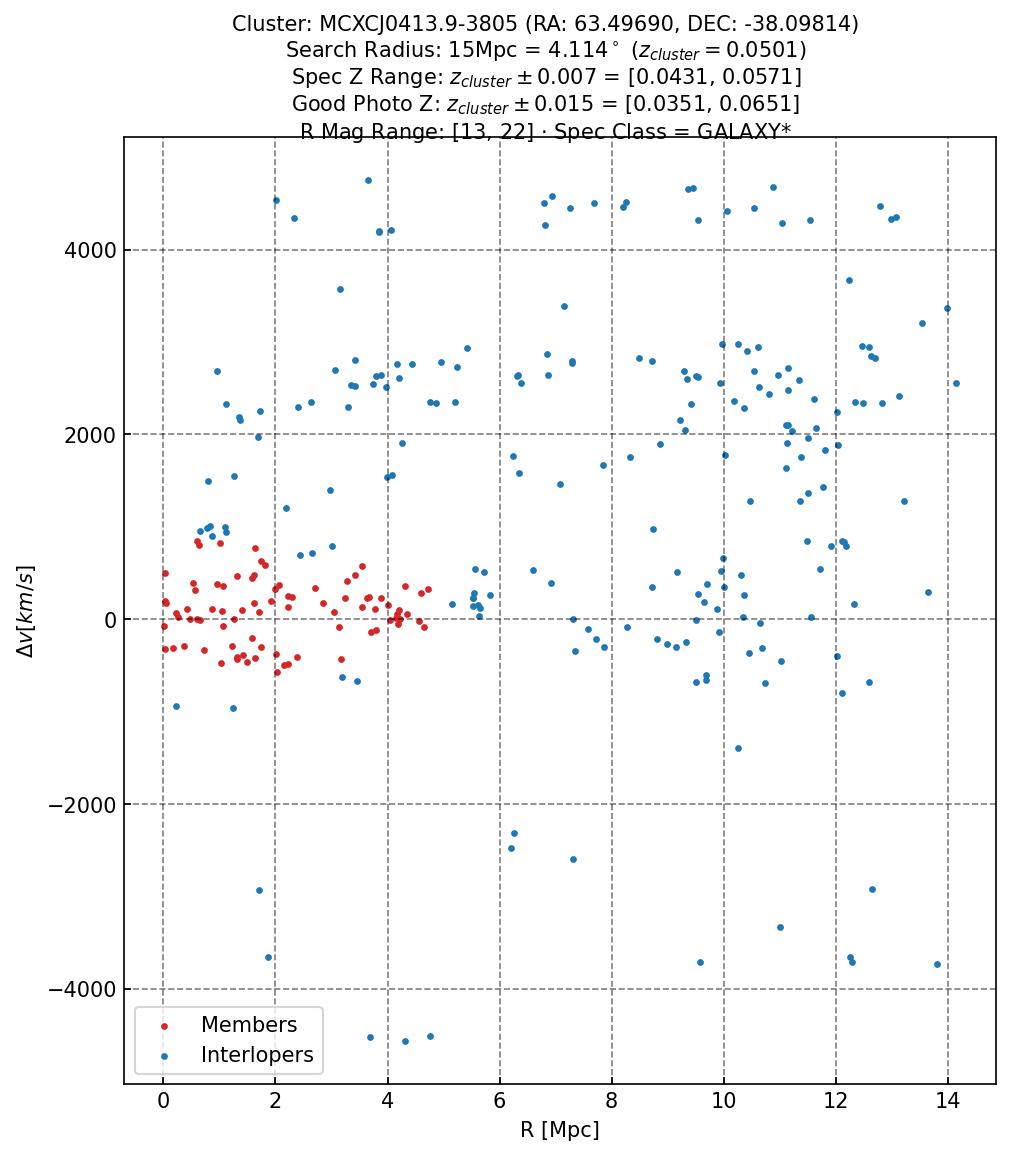 Cluster: MCXCJ0413.9-3805 (RA: 63.49690, DEC: -38.09814)
Search Radius: 15Mpc = 4.114° (z_cluster = 0.0501)
Spec Z Range: z_cluster ± 0.007 = [0.0431, 0.0571]
Good Photo Z: z_cluster ± 0.015 = [0.0351, 0.0651]
R Mag Range: [13, 22] · Spec Class = GALAXY*
4000
2000
0
−2000
−4000
Δv[km/s]
Members
Interlopers
0 2 4 6 8 10 12 14
R [Mpc]